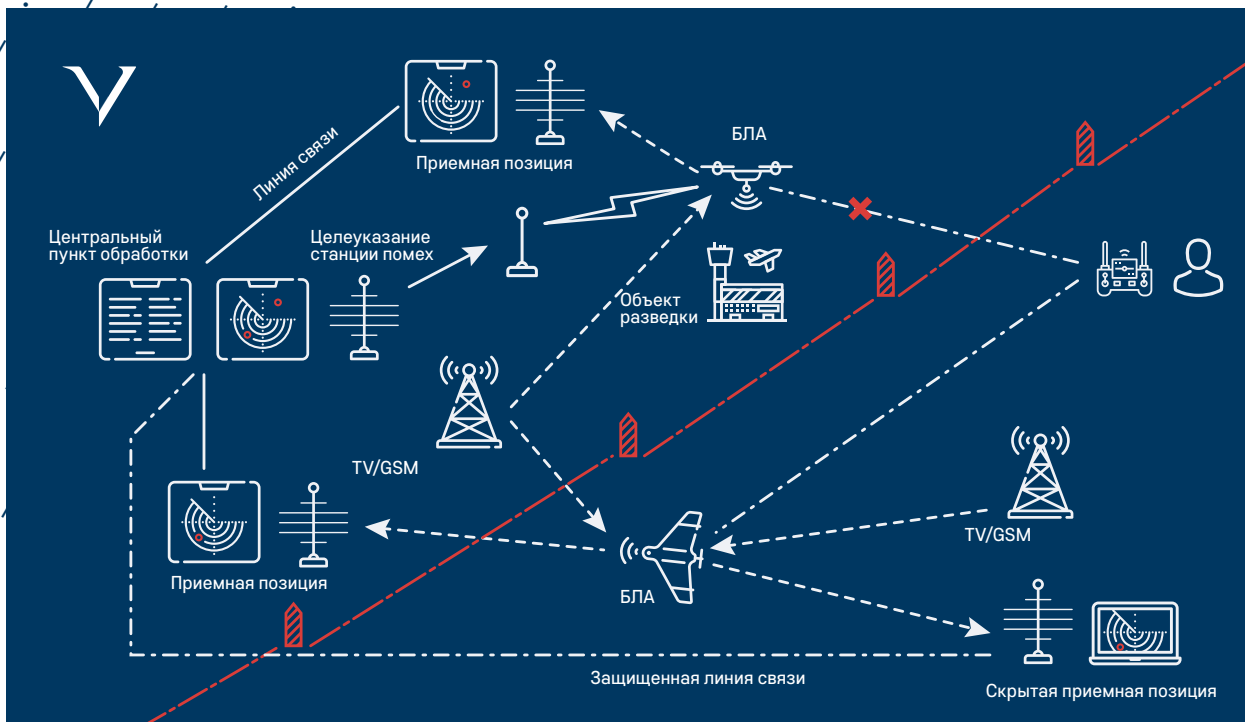 БЛА
Приемная позиция
Линия связи
Центральный
пункт обработки
Целеуказание
станции помех
Объект
разведки
TV/GSM
TV/GSM
Приемная позиция
БЛА
Защищенная линия связи
Скрытая приемная позиция